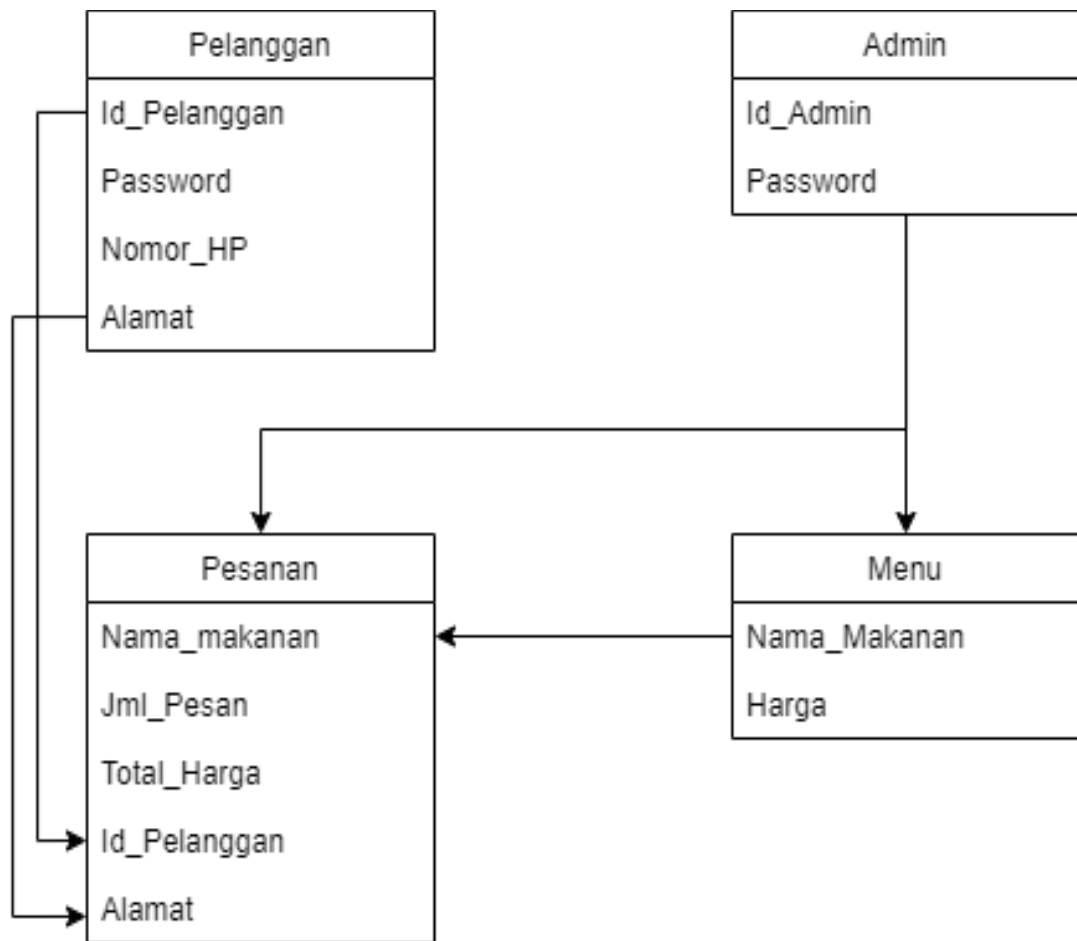 Pelanggan
Id_Pelanggan
Password
Nomor_HP
Alamat
Admin
Id_Admin
Password
Pesanan
Nama_makanan
Jml_Pesan
Total_Harga
Id_Pelanggan
Alamat
Menu
Nama_Makanan
Harga